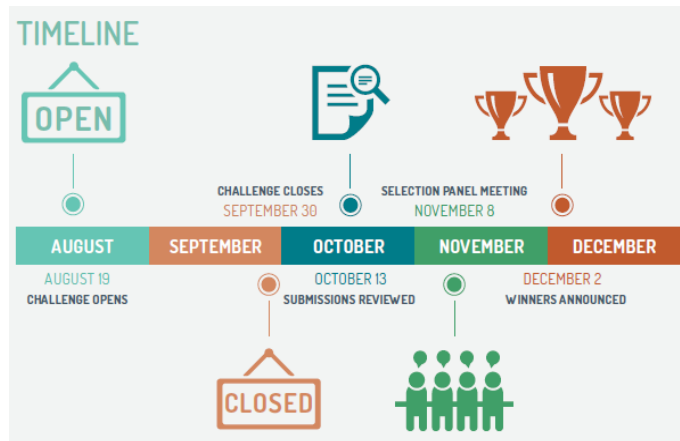 TIMELINE
OPEN
CHALLENGE CLOSES
SEPTEMBER 30
SELECTION PANEL MEETING
NOVEMBER 8
AUGUST
SEPTEMBER
OCTOBER
NOVEMBER
DECEMBER
AUGUST 19
CHALLENGE OPENS
OCTOBER 13
SUBMISSIONS REVIEWED
DECEMBER 2
WINNERS ANNOUNCED
CLOSED